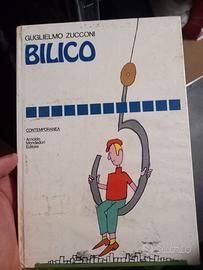 GUGLIELMO ZUCCONI
BILICO
CONTEMPORANEA
Arnoldo
Mondadori
Editore